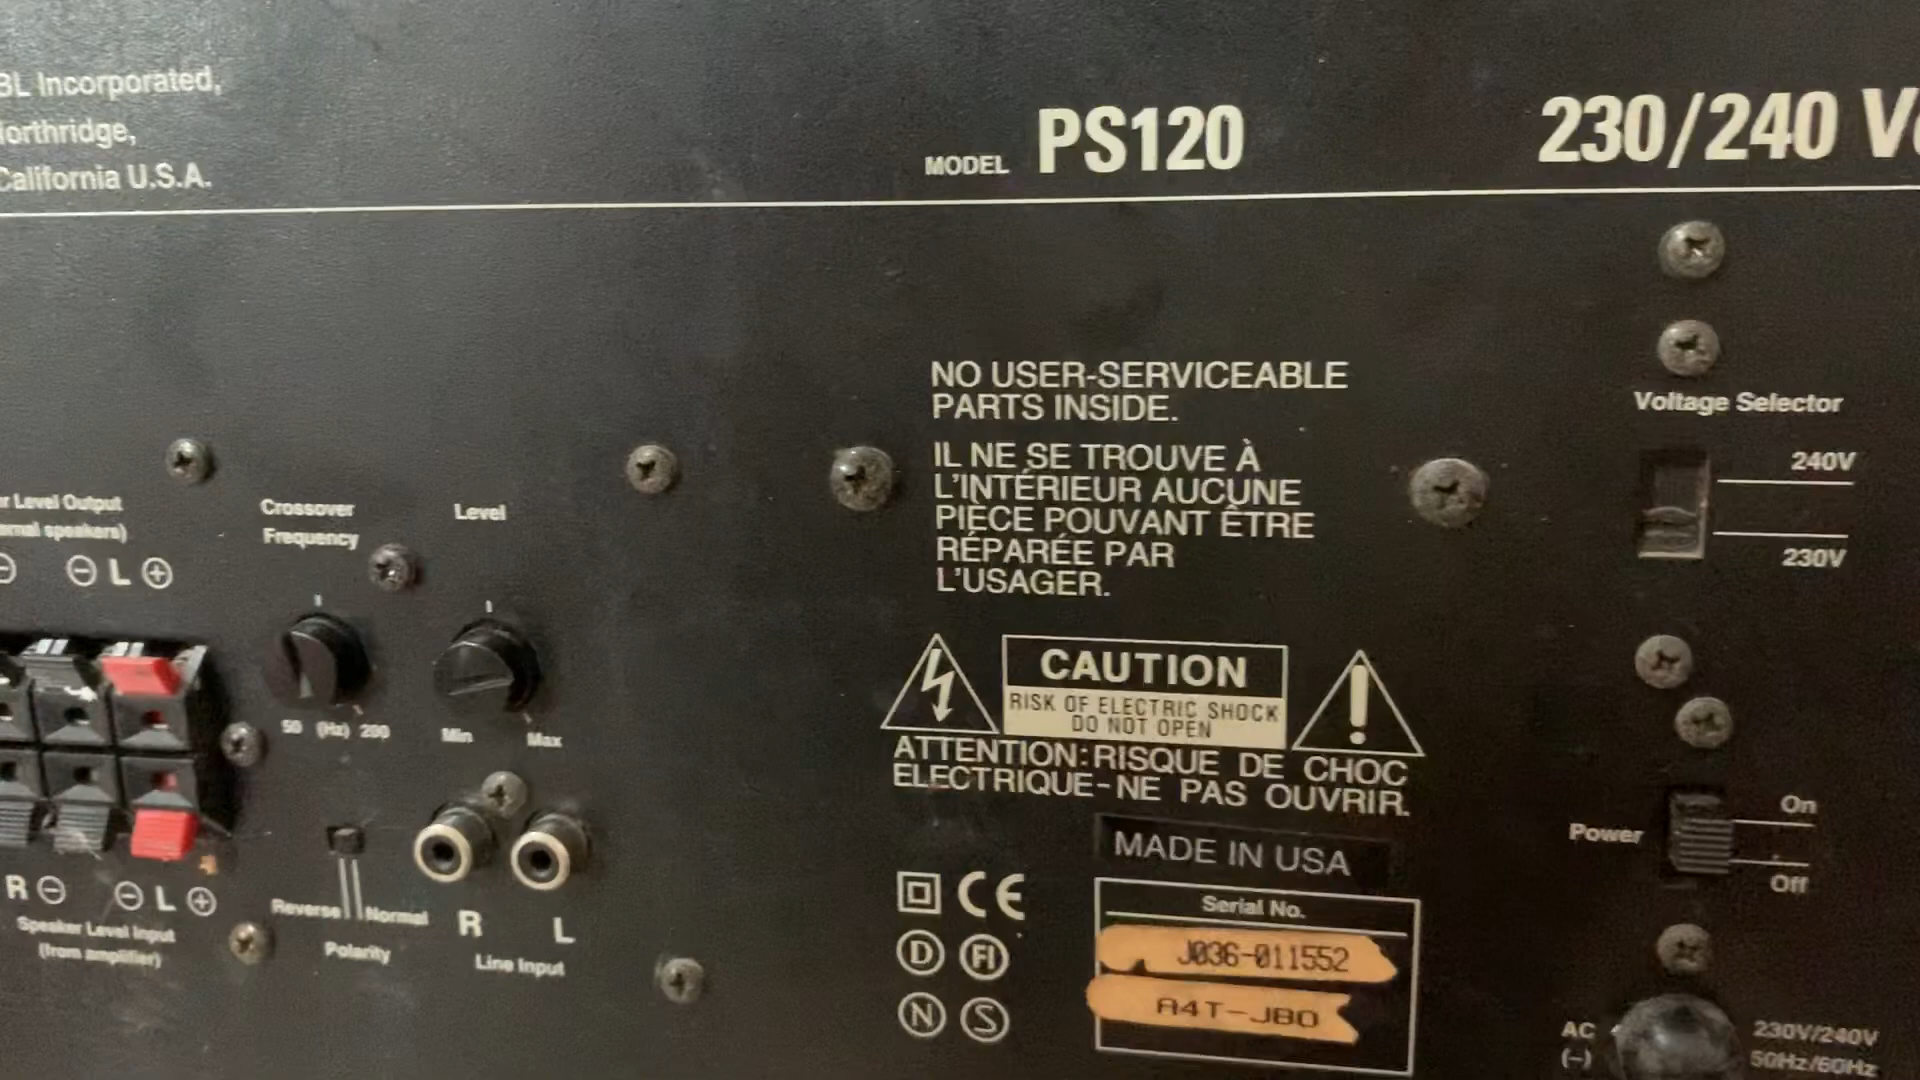 BL Incorporated,
orthridge,
California U.S.A.
MODEL PS120
230/240 V
NO USER-SERVICEABLE
PARTS INSIDE.
IL NE SE TROUVE À
L'INTÉRIEUR AUCUNE
PIÈCE POUVANT ÊTRE
RÉPARÉE PAR
L'USAGER.
Voltage Selector
240V
230V
r Level Output
rnal speakers)
L
Crossover
Frequency
50 (Hz) 200
Level
Min Max
CAUTION
RISK OF ELECTRIC SHOCK
DO NOT OPEN
ATTENTION: RISQUE DE CHOC
ELECTRIQUE-NE PAS OUVRIR.
MADE IN USA
Serial No.
J036-011552
A4T-JBO
CE
D FI
N S
Power
On
Off
R L
Speaker Level Input
(from amplifier)
Reverse Normal
Polarity
R L
Line Input
AC
(~)
230V/240V
50Hz/60Hz